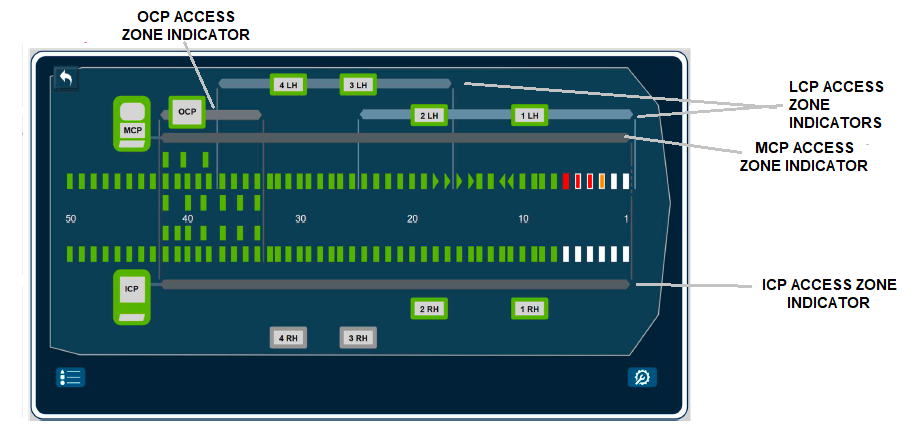 OCP ACCESS
ZONE INDICATOR
4 LH
3 LH
LCP ACCESS
ZONE
INDICATORS
OCP
2 LH
1 LH
MCP
MCP ACCESS
ZONE INDICATOR
50
40
30
20
10
1
ICP
ICP ACCESS ZONE
INDICATOR
2 RH
1 RH
4 RH
3 RH